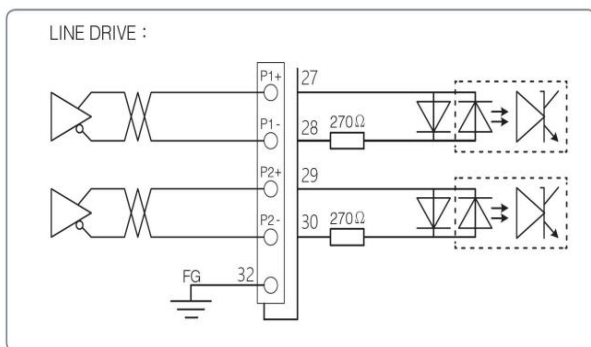 LINE DRIVE :
P1+ 27
P1- 28 270Ω
P2+ 29
P2- 30 270Ω
FG 32